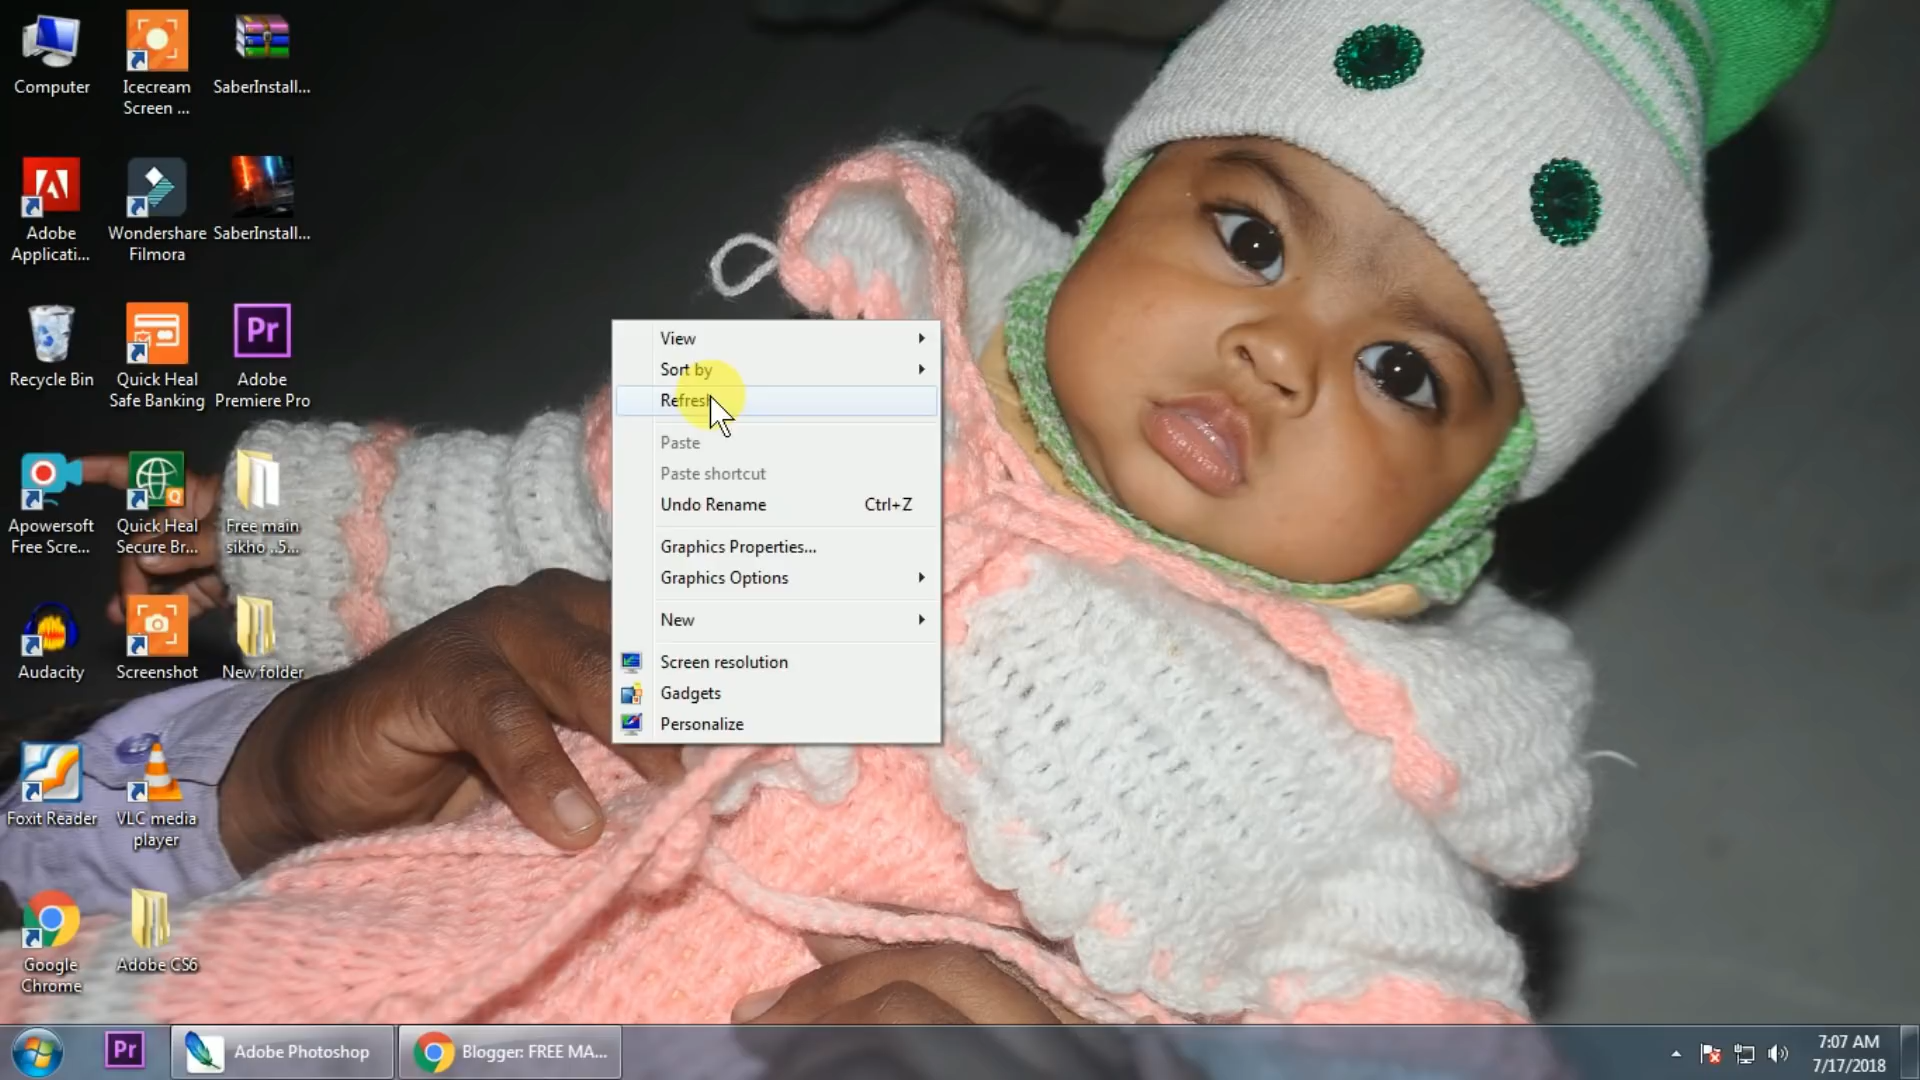 Computer
Icecream
Screen ...
SaberInstall...
Adobe
Applicati...
Wondershare
Filmora
SaberInstall...
Recycle Bin
Quick Heal
Safe Banking
Pr
Adobe
Premiere Pro
Apowersoft
Free Scre...
Quick Heal
Secure Br...
Free main
sikho ..5...
Audacity
Screenshot
New folder
Foxit Reader
VLC media
player
Google
Chrome
Adobe CS6
View
Sort by
Refresh
Paste
Paste shortcut
Undo Rename Ctrl+Z
Graphics Properties...
Graphics Options
New
Screen resolution
Gadgets
Personalize
Pr
Adobe Photoshop
Blogger: FREE MA...
7:07 AM
7/17/2018